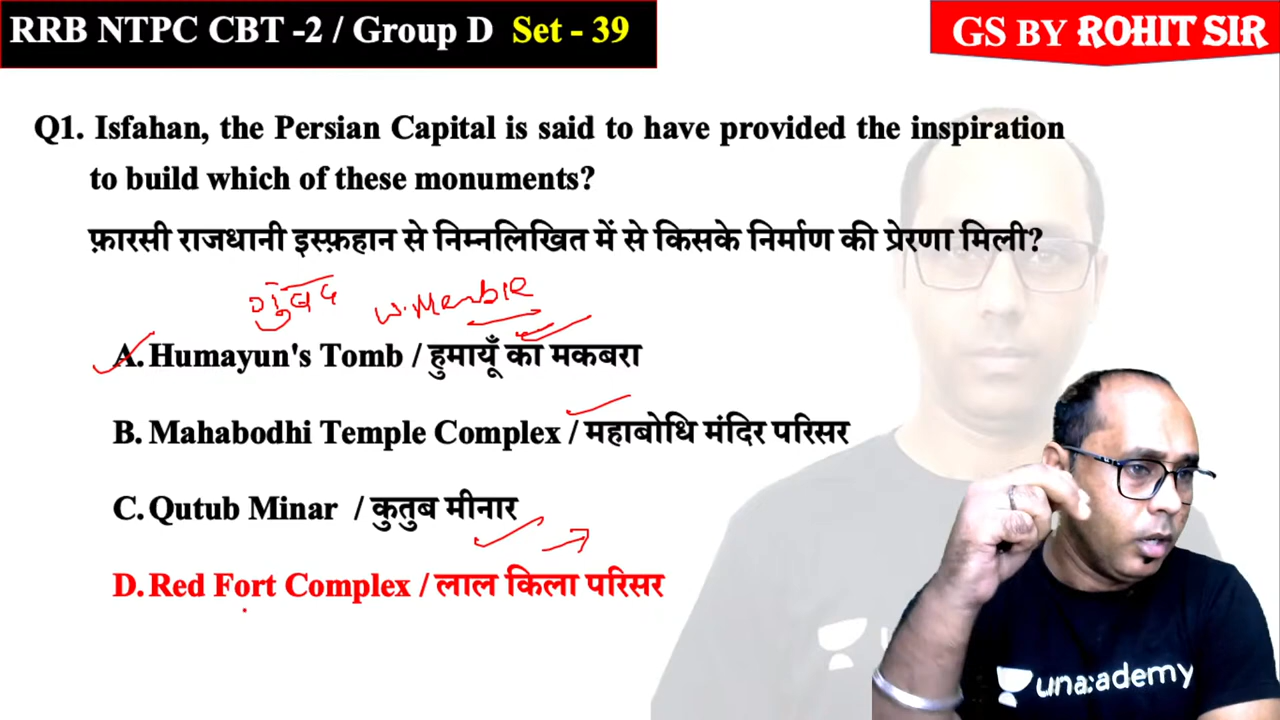 RRB NTPC CBT -2 / Group D Set - 39
GS BY ROHIT SIR
Q1. Isfahan, the Persian Capital is said to have provided the inspiration
to build which of these monuments?
फ़ारसी राजधानी इस्फ़हान से निम्नलिखित में से किसके निर्माण की प्रेरणा मिली?
गुंबद W. Marble
A. Humayun's Tomb / हुमायूँ का मकबरा
B. Mahabodhi Temple Complex / महाबोधि मंदिर परिसर
C. Qutub Minar / कुतुब मीनार
D. Red Fort Complex / लाल किला परिसर
unacademy